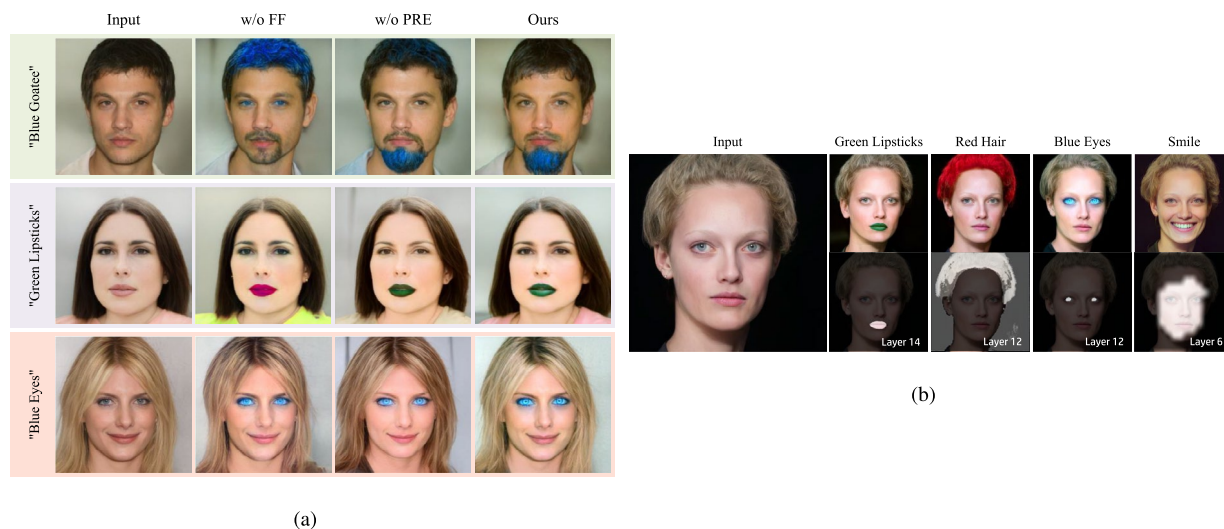 Input w/o FF w/o PRE Ours
"Blue Goatee"
"Green Lipsticks"
"Blue Eyes"
(a)
Input Green Lipsticks Red Hair Blue Eyes Smile
Layer 14 Layer 12 Layer 12 Layer 6
(b)